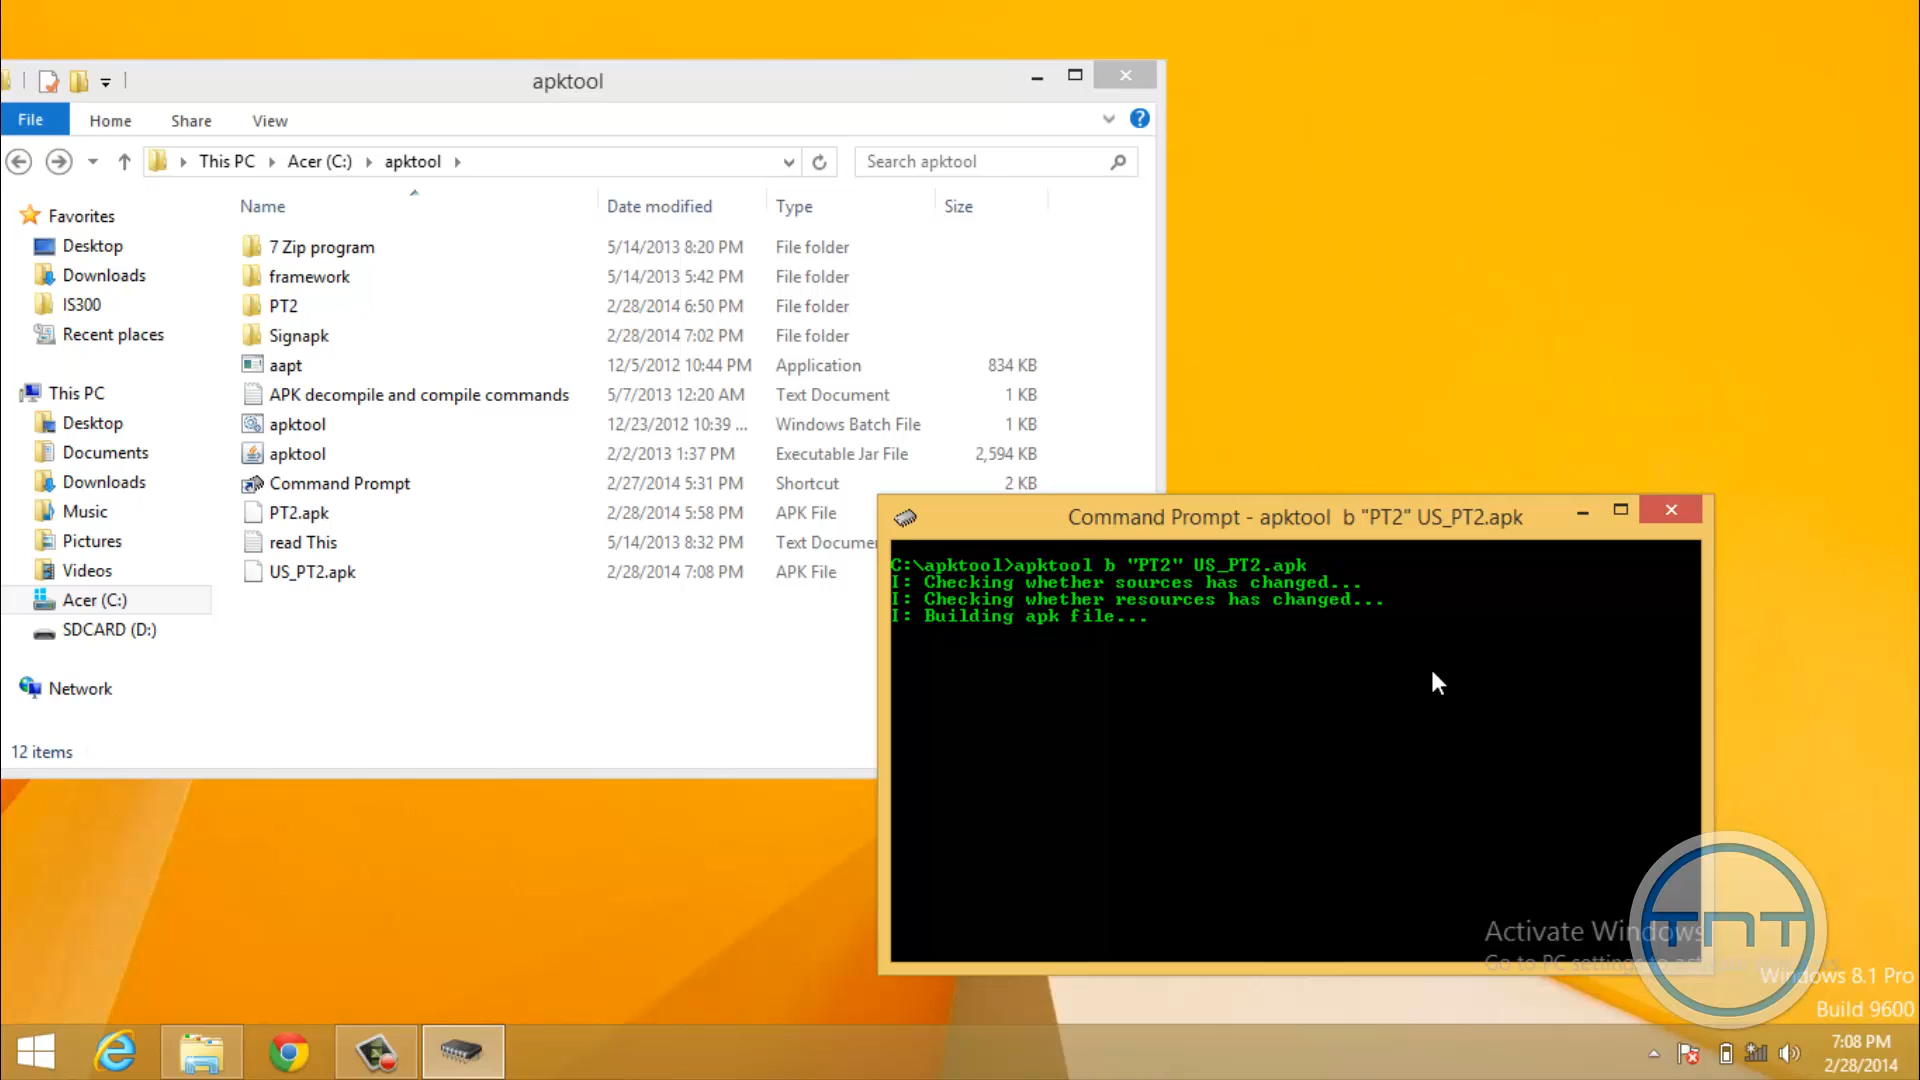 apktool
File Home Share View
This PC Acer (C:) apktool
Search apktool
Name Date modified Type Size
Favorites
Desktop
Downloads
IS300
Recent places
This PC
Desktop
Documents
Downloads
Music
Pictures
Videos
Acer (C:)
SDCARD (D:)
Network
7 Zip program 5/14/2013 8:20 PM File folder
framework 5/14/2013 5:42 PM File folder
PT2 2/28/2014 6:50 PM File folder
Signapk 2/28/2014 7:02 PM File folder
aapt 12/5/2012 10:44 PM Application 834 KB
APK decompile and compile commands 5/7/2013 12:20 AM Text Document 1 KB
apktool 12/23/2012 10:39 ... Windows Batch File 1 KB
apktool 2/2/2013 1:37 PM Executable Jar File 2,594 KB
Command Prompt 2/27/2014 5:31 PM Shortcut 2 KB
PT2.apk 2/28/2014 5:58 PM APK File
read This 5/14/2013 8:32 PM Text Docume
US_PT2.apk 2/28/2014 7:08 PM APK File
12 items
Command Prompt - apktool b "PT2" US_PT2.apk
C:\apktool>apktool b "PT2" US_PT2.apk
I: Checking whether sources has changed...
I: Checking whether resources has changed...
I: Building apk file...
Activate Windows
Go to PC settings to
TNT
Windows 8.1 Pro
Build 9600
7:08 PM
2/28/2014